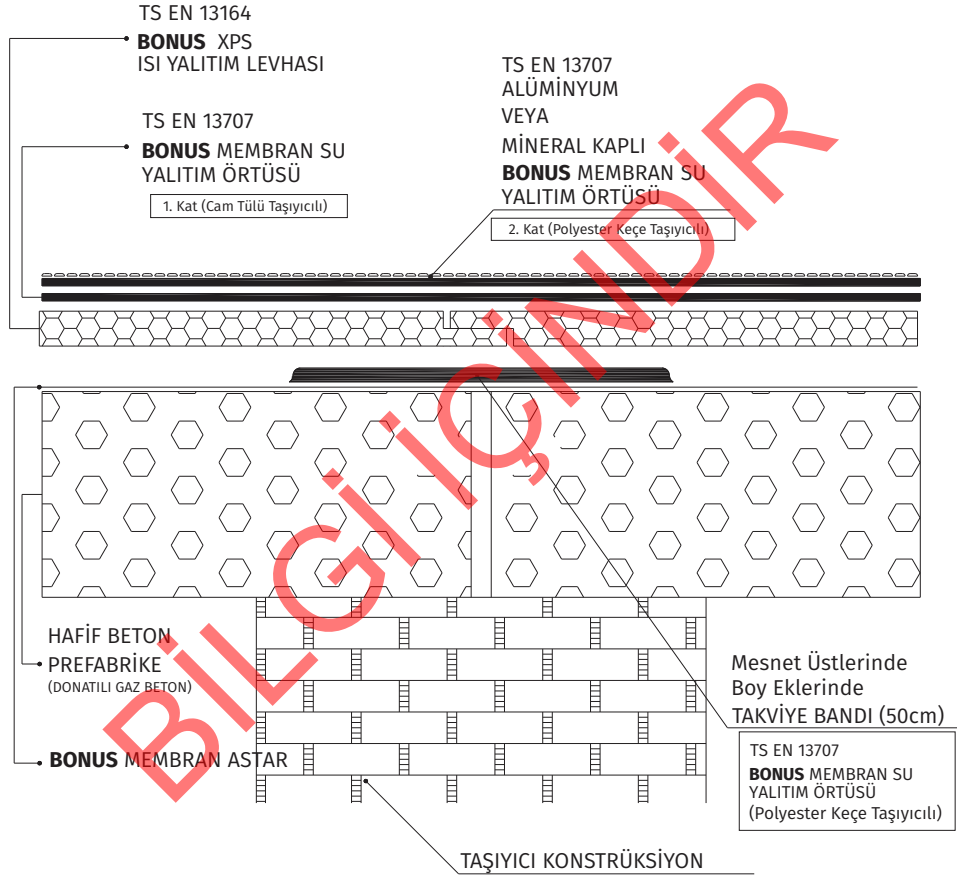 TS EN 13164
BONUS XPS
ISI YALITIM LEVHASI
TS EN 13707
BONUS MEMBRAN SU
YALITIM ÖRTÜSÜ
1. Kat (Cam Tülü Taşıyıcılı)
TS EN 13707
ALÜMİNYUM
VEYA
MİNERAL KAPLI
BONUS MEMBRAN SU
YALITIM ÖRTÜSÜ
2. Kat (Polyester Keçe Taşıyıcılı)
BİLGİ İÇİNDİR
HAFİF BETON
PREFABRİKE
(DONATILI GAZ BETON)
BONUS MEMBRAN ASTAR
Mesnet Üstlerinde
Boy Eklerinde
TAKVİYE BANDI (50cm)
TS EN 13707
BONUS MEMBRAN SU
YALITIM ÖRTÜSÜ
(Polyester Keçe Taşıyıcılı)
TAŞIYICI KONSTRÜKSİYON